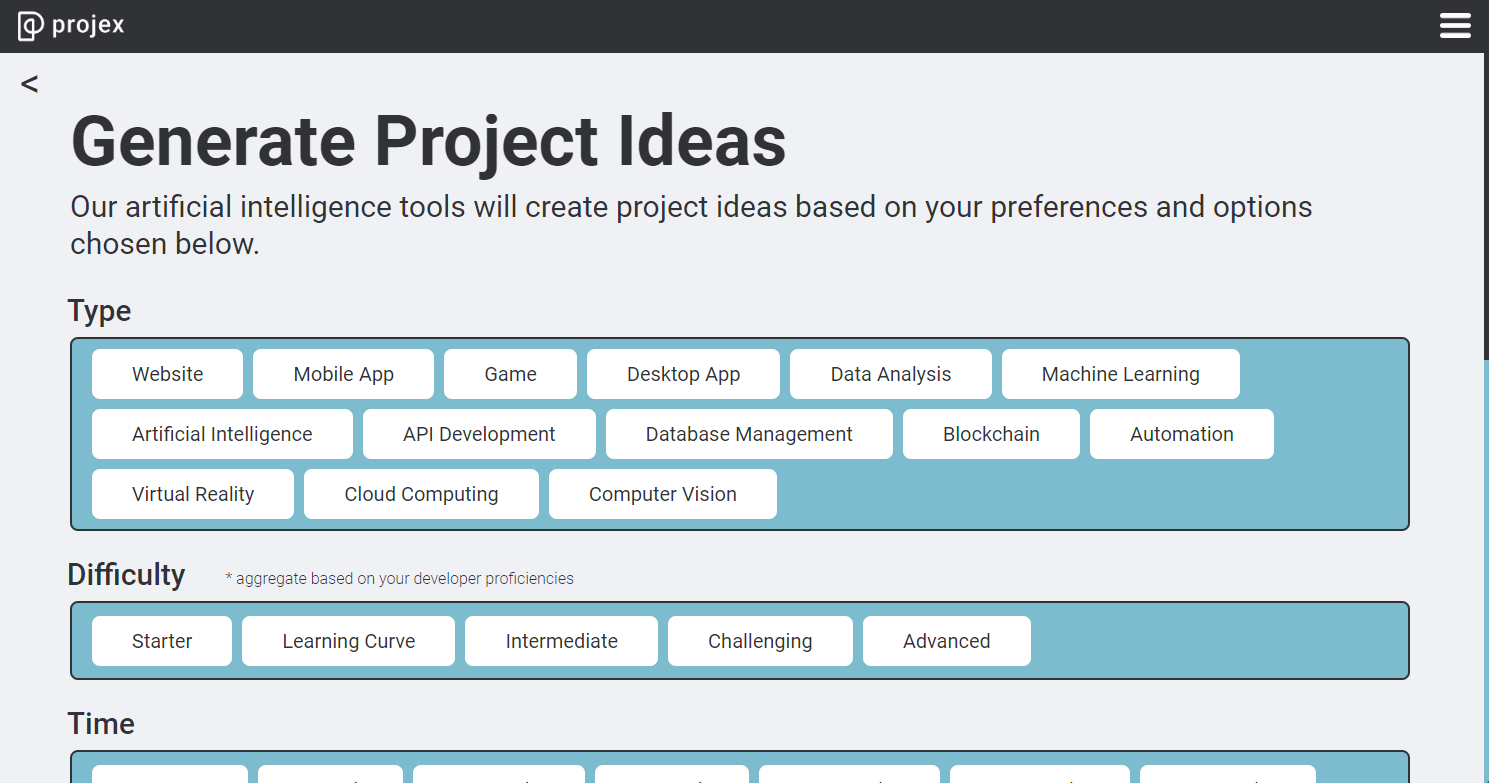 projex
<
Generate Project Ideas
Our artificial intelligence tools will create project ideas based on your preferences and options
chosen below.
Type
Website Mobile App Game Desktop App Data Analysis Machine Learning
Artificial Intelligence API Development Database Management Blockchain Automation
Virtual Reality Cloud Computing Computer Vision
Difficulty * aggregate based on your developer proficiencies
Starter Learning Curve Intermediate Challenging Advanced
Time